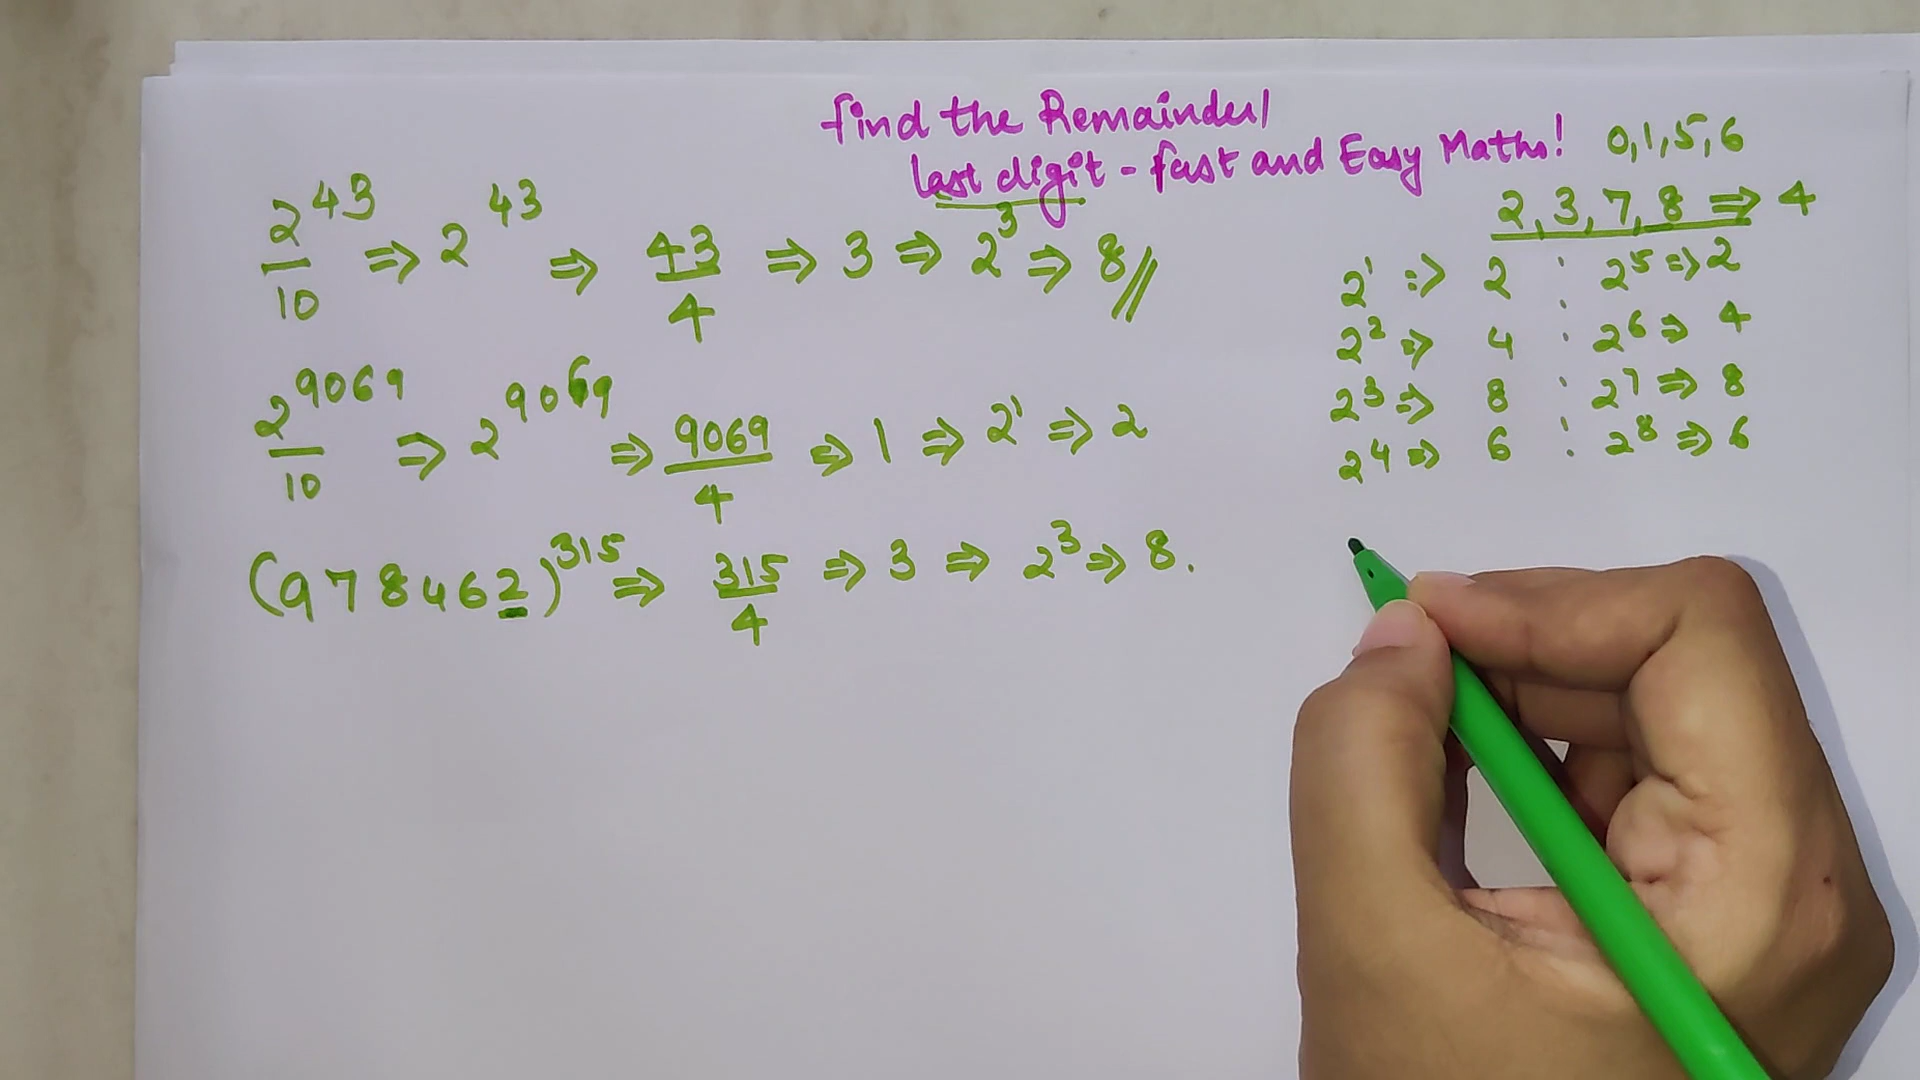 find the Remainder/
last digit - fast and Easy Maths!
0,1,5,6
2,3,7,8 ⇒ 4
2^43/10 ⇒ 2^43 ⇒ 43/4 ⇒ 3 ⇒ 2^3 ⇒ 8//
2^1 ⇒ 2 : 2^5 ⇒ 2
2^2 ⇒ 4 : 2^6 ⇒ 4
2^3 ⇒ 8 : 2^7 ⇒ 8
2^4 ⇒ 6 : 2^8 ⇒ 6
2^9069/10 ⇒ 2^9069 ⇒ 9069/4 ⇒ 1 ⇒ 2^1 ⇒ 2
(978462)^315 ⇒ 315/4 ⇒ 3 ⇒ 2^3 ⇒ 8.